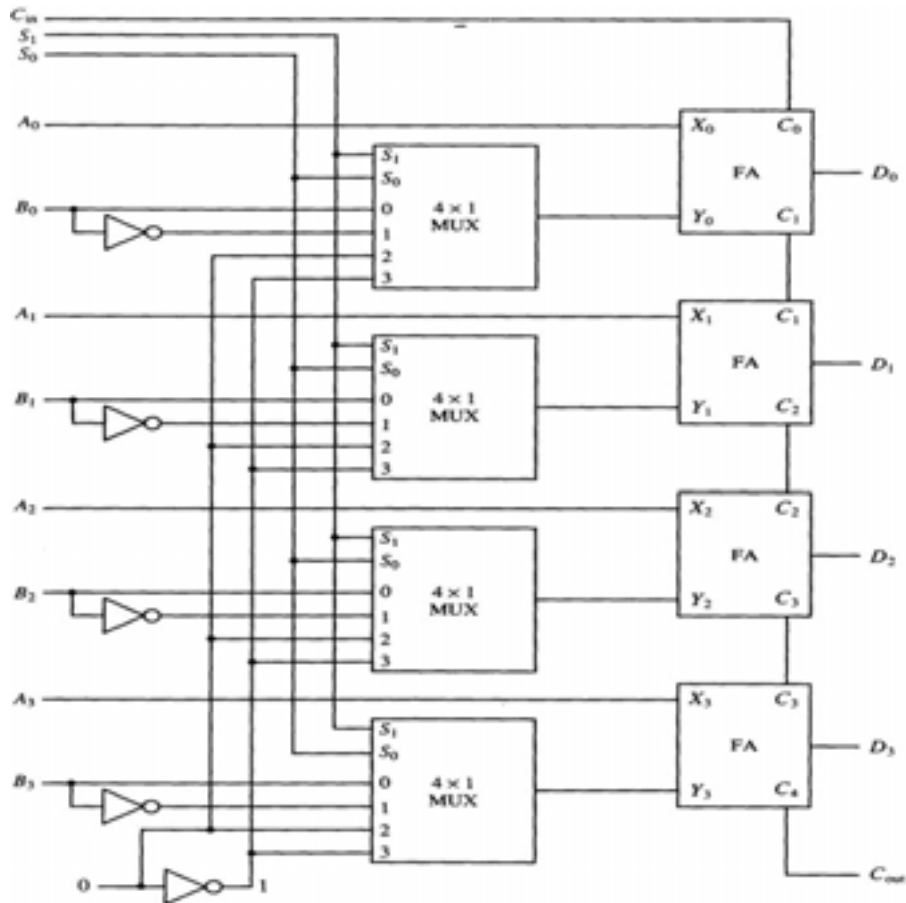 Cin
S1
S0
A0
X0 C0
S1
S0
FA
D0
B0
0
4 × 1
MUX
1
Y0 C1
2
3
A1
X1 C1
S1
S0
FA
D1
B1
0
4 × 1
MUX
1
Y1 C2
2
3
A2
X2 C2
S1
S0
FA
D2
B2
0
4 × 1
MUX
1
Y2 C3
2
3
A3
X3 C3
S1
S0
FA
D3
B3
0
4 × 1
MUX
1
Y3 C4
2
3
0 1
Cout